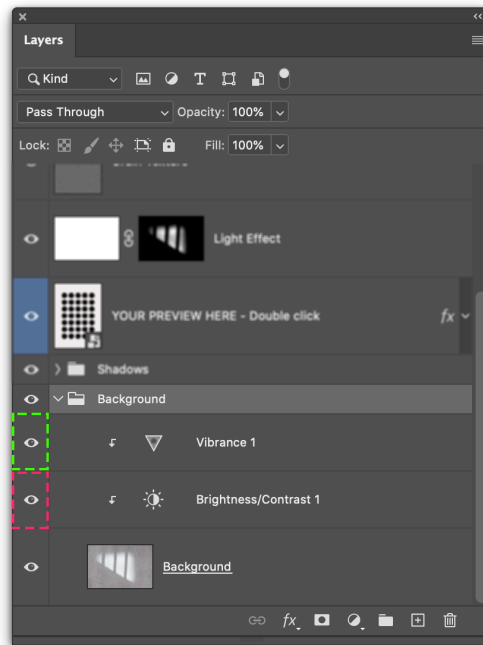 Layers
Kind
Pass Through Opacity: 100%
Lock: Fill: 100%
Light Effect
YOUR PREVIEW HERE - Double click fx
Shadows
Background
Vibrance 1
Brightness/Contrast 1
Background
fx